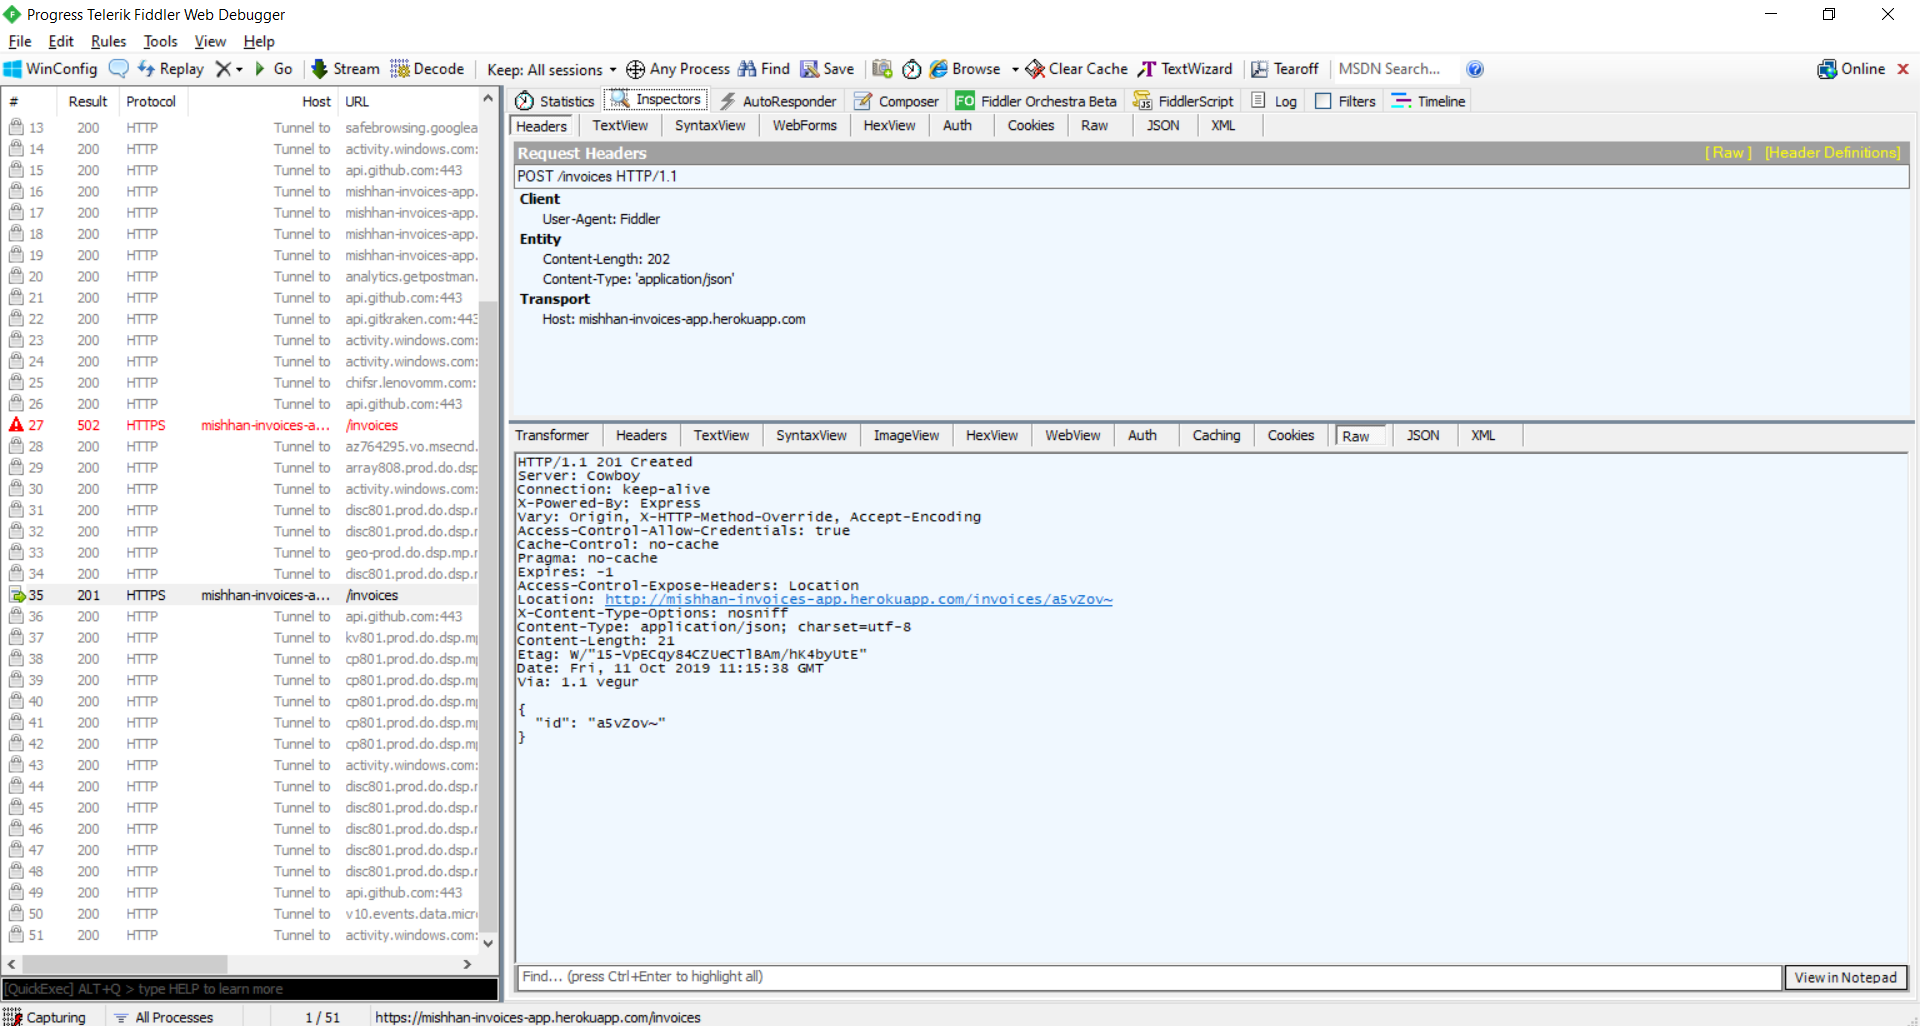 Progress Telerik Fiddler Web Debugger
File Edit Rules Tools View Help
WinConfig Replay Go Stream Decode Keep: All sessions Any Process Find Save Browse Clear Cache TextWizard Tearoff MSDN Search... Online
# Result Protocol Host URL
13 200 HTTP Tunnel to safebrowsing.googlea
14 200 HTTP Tunnel to activity.windows.com:
15 200 HTTP Tunnel to api.github.com:443
16 200 HTTP Tunnel to mishhan-invoices-app.
17 200 HTTP Tunnel to mishhan-invoices-app.
18 200 HTTP Tunnel to mishhan-invoices-app.
19 200 HTTP Tunnel to mishhan-invoices-app.
20 200 HTTP Tunnel to analytics.getpostman.
21 200 HTTP Tunnel to api.github.com:443
22 200 HTTP Tunnel to api.gitkraken.com:443
23 200 HTTP Tunnel to activity.windows.com:
24 200 HTTP Tunnel to activity.windows.com:
25 200 HTTP Tunnel to chifsr.lenovomm.com:
26 200 HTTP Tunnel to api.github.com:443
27 502 HTTPS mishhan-invoices-a... /invoices
28 200 HTTP Tunnel to az764295.vo.msecnd.
29 200 HTTP Tunnel to array808.prod.do.dsp
30 200 HTTP Tunnel to activity.windows.com:
31 200 HTTP Tunnel to disc801.prod.do.dsp.r
32 200 HTTP Tunnel to disc801.prod.do.dsp.r
33 200 HTTP Tunnel to geo-prod.do.dsp.mp.r
34 200 HTTP Tunnel to disc801.prod.do.dsp.r
35 201 HTTPS mishhan-invoices-a... /invoices
36 200 HTTP Tunnel to api.github.com:443
37 200 HTTP Tunnel to kv801.prod.do.dsp.mp
38 200 HTTP Tunnel to cp801.prod.do.dsp.mp
39 200 HTTP Tunnel to cp801.prod.do.dsp.mp
40 200 HTTP Tunnel to cp801.prod.do.dsp.mp
41 200 HTTP Tunnel to cp801.prod.do.dsp.mp
42 200 HTTP Tunnel to cp801.prod.do.dsp.mp
43 200 HTTP Tunnel to activity.windows.com:
44 200 HTTP Tunnel to disc801.prod.do.dsp.r
45 200 HTTP Tunnel to disc801.prod.do.dsp.r
46 200 HTTP Tunnel to disc801.prod.do.dsp.r
47 200 HTTP Tunnel to disc801.prod.do.dsp.r
48 200 HTTP Tunnel to disc801.prod.do.dsp.r
49 200 HTTP Tunnel to api.github.com:443
50 200 HTTP Tunnel to v10.events.data.micr
51 200 HTTP Tunnel to activity.windows.com:
[QuickExec] ALT+Q > type HELP to learn more
Statistics Inspectors AutoResponder Composer FO Fiddler Orchestra Beta FiddlerScript Log Filters Timeline
Headers TextView SyntaxView WebForms HexView Auth Cookies Raw JSON XML
Request Headers [ Raw ] [Header Definitions]
POST /invoices HTTP/1.1
Client
User-Agent: Fiddler
Entity
Content-Length: 202
Content-Type: 'application/json'
Transport
Host: mishhan-invoices-app.herokuapp.com
Transformer Headers TextView SyntaxView ImageView HexView WebView Auth Caching Cookies Raw JSON XML
HTTP/1.1 201 Created
Server: Cowboy
Connection: keep-alive
X-Powered-By: Express
Vary: Origin, X-HTTP-Method-Override, Accept-Encoding
Access-Control-Allow-Credentials: true
Cache-Control: no-cache
Pragma: no-cache
Expires: -1
Access-Control-Expose-Headers: Location
Location: http://mishhan-invoices-app.herokuapp.com/invoices/a5vZov~
X-Content-Type-Options: nosniff
Content-Type: application/json; charset=utf-8
Content-Length: 21
Etag: W/"15-VpECqy84CZUeCTlBAm/hK4byUtE"
Date: Fri, 11 Oct 2019 11:15:38 GMT
Via: 1.1 vegur
{
"id": "a5vZov~"
}
Find... (press Ctrl+Enter to highlight all) View in Notepad
Capturing All Processes 1 / 51 https://mishhan-invoices-app.herokuapp.com/invoices